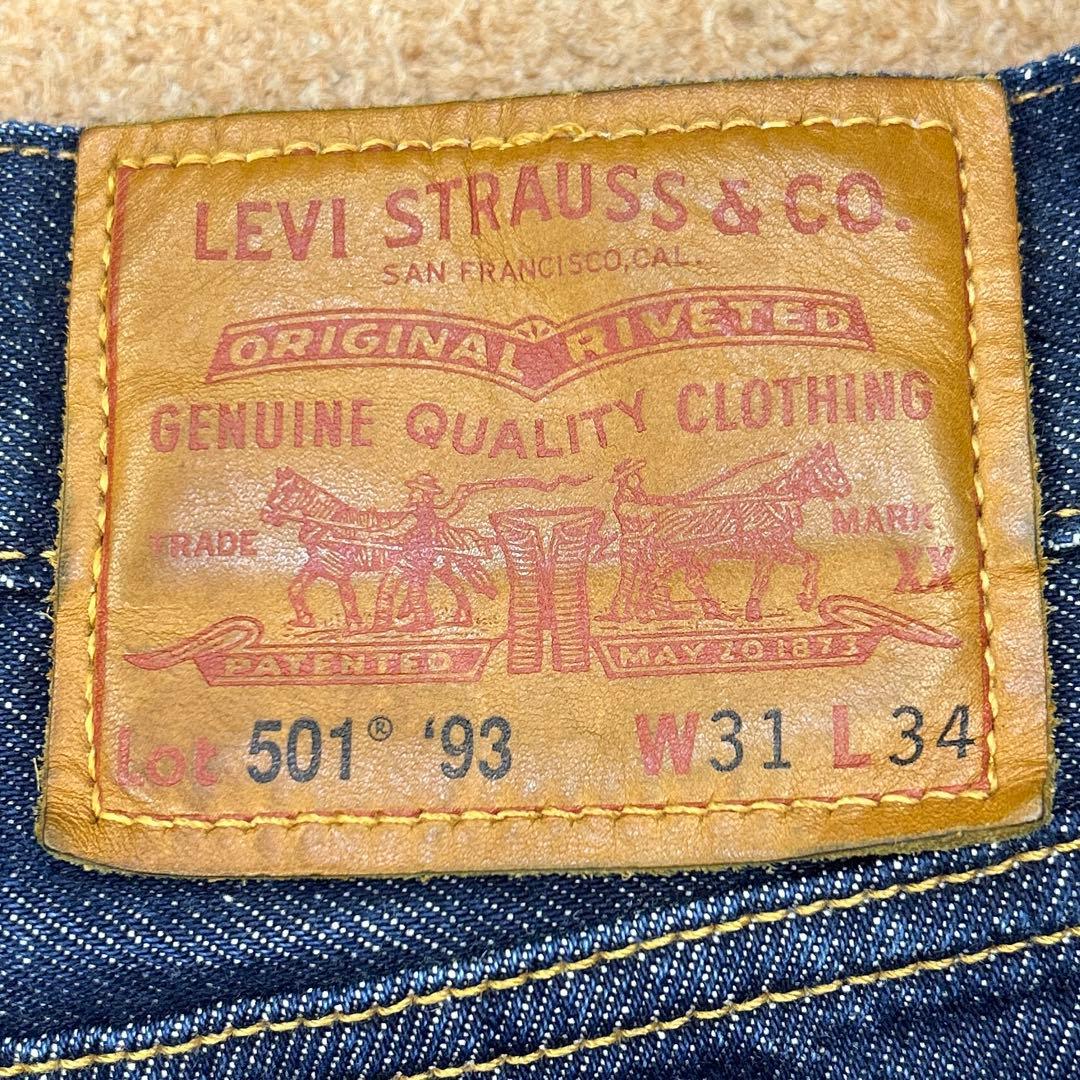 LEVI STRAUSS & CO.
SAN FRANCISCO, CAL.
ORIGINAL RIVETED
GENUINE QUALITY CLOTHING
TRADE MARK
XX
PATENTED MAY 20 1873
Lot 501® '93 W31 L34